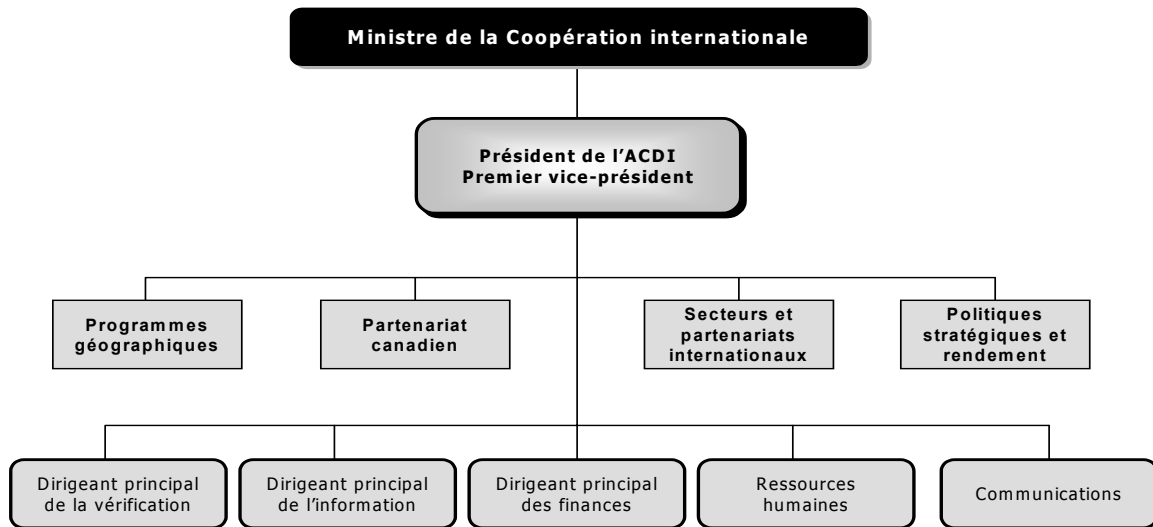 Ministre de la Coopération internationale
Président de l’ACDI
Premier vice-président
Programmes
géographiques
Partenariat
canadien
Secteurs et
partenariats
internationaux
Politiques
stratégiques et
rendement
Dirigeant principal
de la vérification
Dirigeant principal
de l’information
Dirigeant principal
des finances
Ressources
humaines
Communications